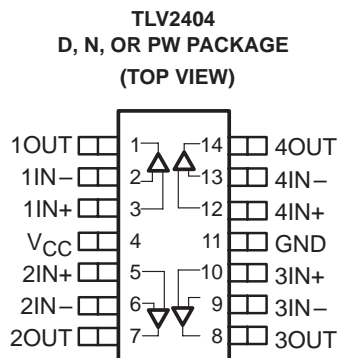 TLV2404
D, N, OR PW PACKAGE
(TOP VIEW)
1OUT 1 14 4OUT
1IN− 2 13 4IN−
1IN+ 3 12 4IN+
VCC 4 11 GND
2IN+ 5 10 3IN+
2IN− 6 9 3IN−
2OUT 7 8 3OUT